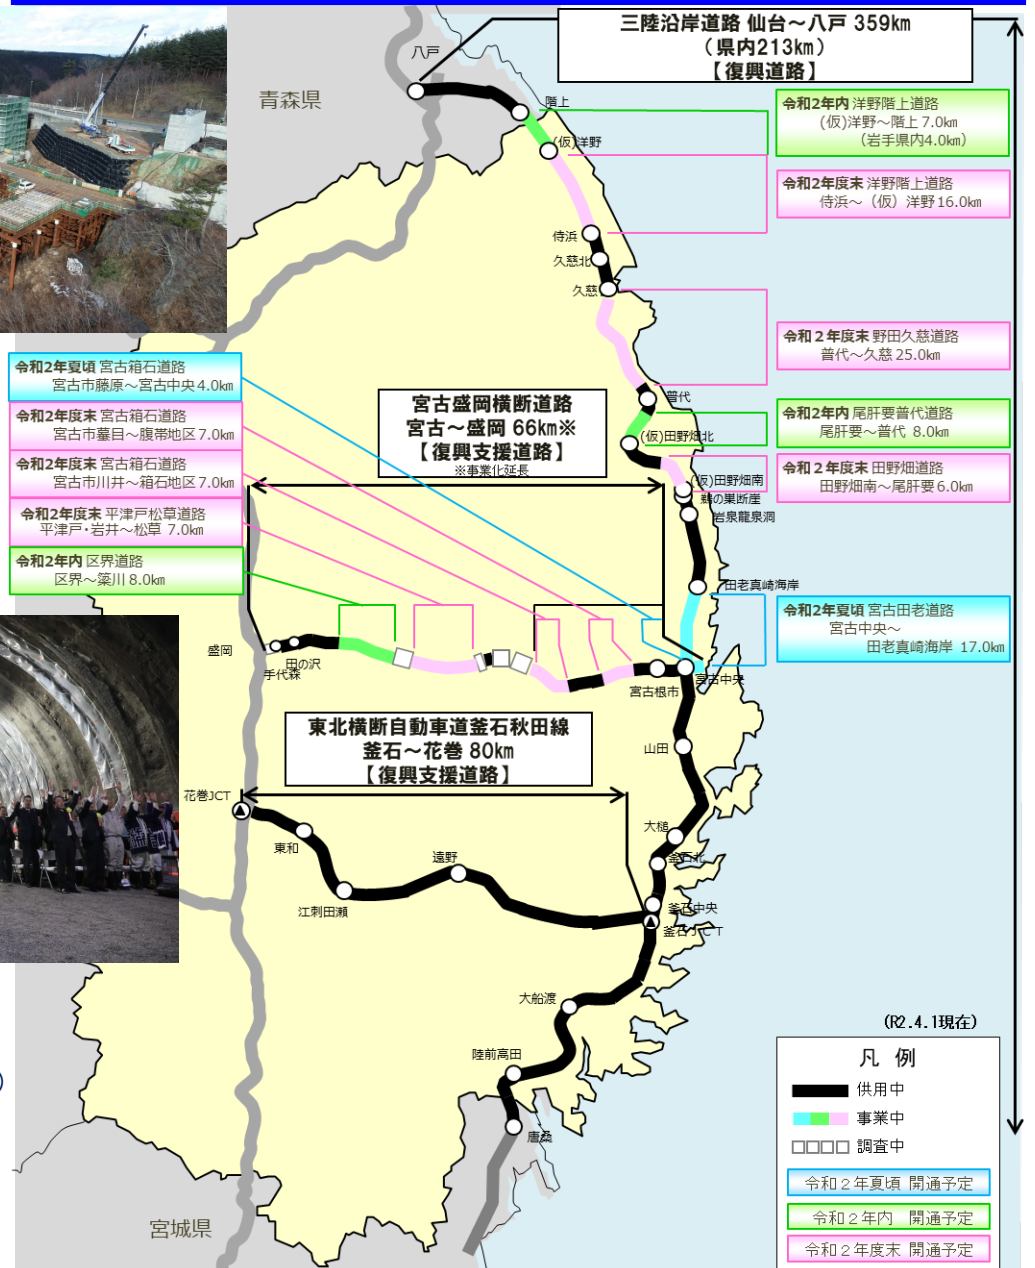 三陸沿岸道路 仙台～八戸 359km
（県内213km）
【復興道路】
八戸
青森県
階上
(仮)洋野
侍浜
久慈北
久慈
普代
(仮)田野畑北
(仮)田野畑南
鵜の巣断崖
岩泉龍泉洞
田老真崎海岸
令和2年内 洋野階上道路
(仮)洋野～階上 7.0km
（岩手県内4.0km）
令和2年度末 洋野階上道路
侍浜～（仮）洋野 16.0km
令和２年度末 野田久慈道路
普代～久慈 25.0km
令和2年内 尾肝要普代道路
尾肝要～普代 8.0km
令和２年度末 田野畑道路
田野畑南～尾肝要 6.0km
令和2年夏頃 宮古田老道路
宮古中央～
田老真崎海岸 17.0km
令和2年夏頃 宮古箱石道路
宮古市藤原～宮古中央 4.0km
令和2年度末 宮古箱石道路
宮古市蟇目～腹帯地区 7.0km
令和２年度末 宮古箱石道路
宮古市川井～箱石地区 7.0km
令和2年度末 平津戸松草道路
平津戸・岩井～松草 7.0km
令和2年内 区界道路
区界～簗川 8.0km
宮古盛岡横断道路
宮古～盛岡 66km※
【復興支援道路】
※事業化延長
盛岡
手代森
田の沢
宮古根市
宮古中央
東北横断自動車道釜石秋田線
釜石～花巻 80km
【復興支援道路】
花巻JCT
東和
江刺田瀬
遠野
山田
大槌
釜石北
釜石中央
釜石ＪＣＴ
大船渡
陸前高田
唐桑
宮城県
(R2.4.1現在)
凡 例
供用中
事業中
調査中
令和２年夏頃 開通予定
令和２年内 開通予定
令和２年度末 開通予定